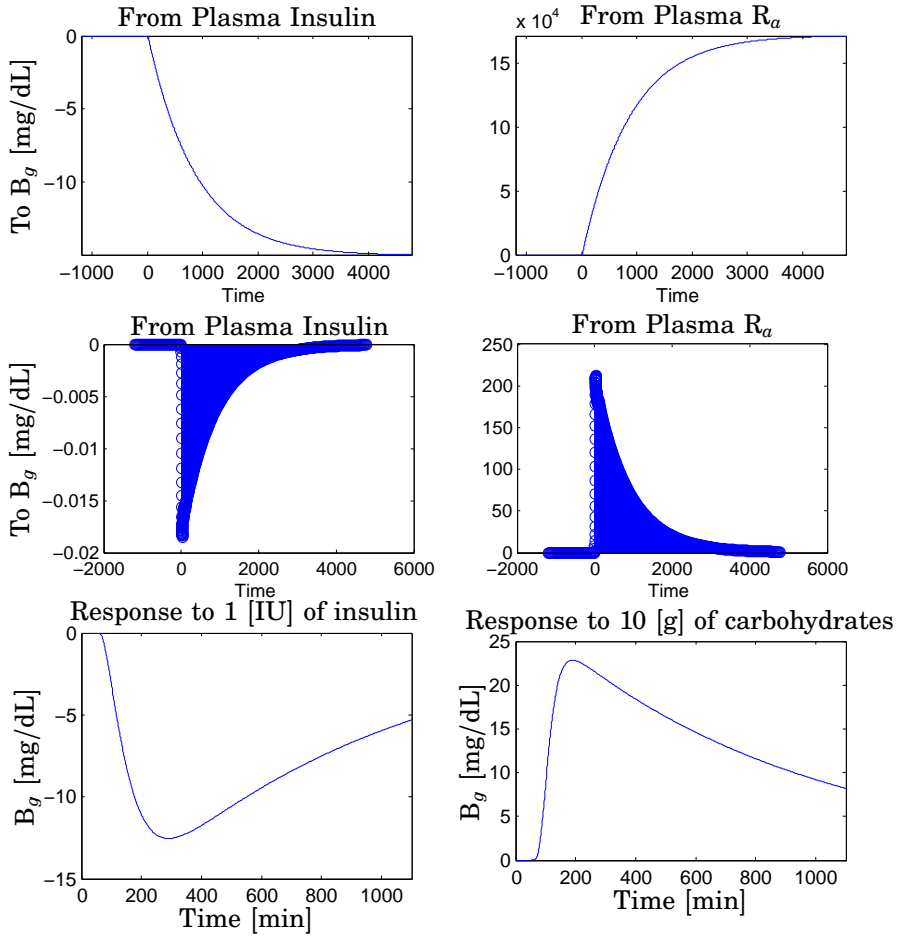 From Plasma Insulin
To B_g [mg/dL]
0
−5
−10
−1000 0 1000 2000 3000 4000
Time
From Plasma R_a
x 10^4
15
10
5
0
−1000 0 1000 2000 3000 4000
Time
From Plasma Insulin
To B_g [mg/dL]
0
−0.005
−0.01
−0.015
−0.02
−2000 0 2000 4000 6000
Time
From Plasma R_a
250
200
150
100
50
0
−2000 0 2000 4000 6000
Time
Response to 1 [IU] of insulin
B_g [mg/dL]
0
−5
−10
−15
0 200 400 600 800 1000
Time [min]
Response to 10 [g] of carbohydrates
B_g [mg/dL]
25
20
15
10
5
0
0 200 400 600 800 1000
Time [min]